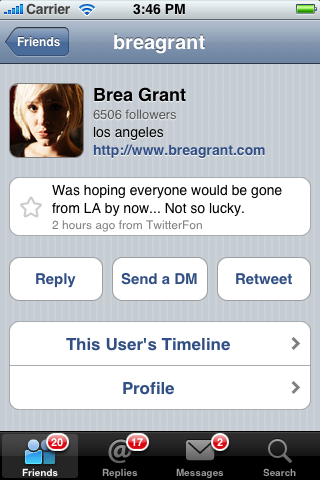 Carrier 3:46 PM
Friends breagrant
Brea Grant
6506 followers
los angeles
http://www.breagrant.com
Was hoping everyone would be gone
from LA by now... Not so lucky.
2 hours ago from TwitterFon
Reply Send a DM Retweet
This User's Timeline
Profile
20 17 2
Friends Replies Messages Search